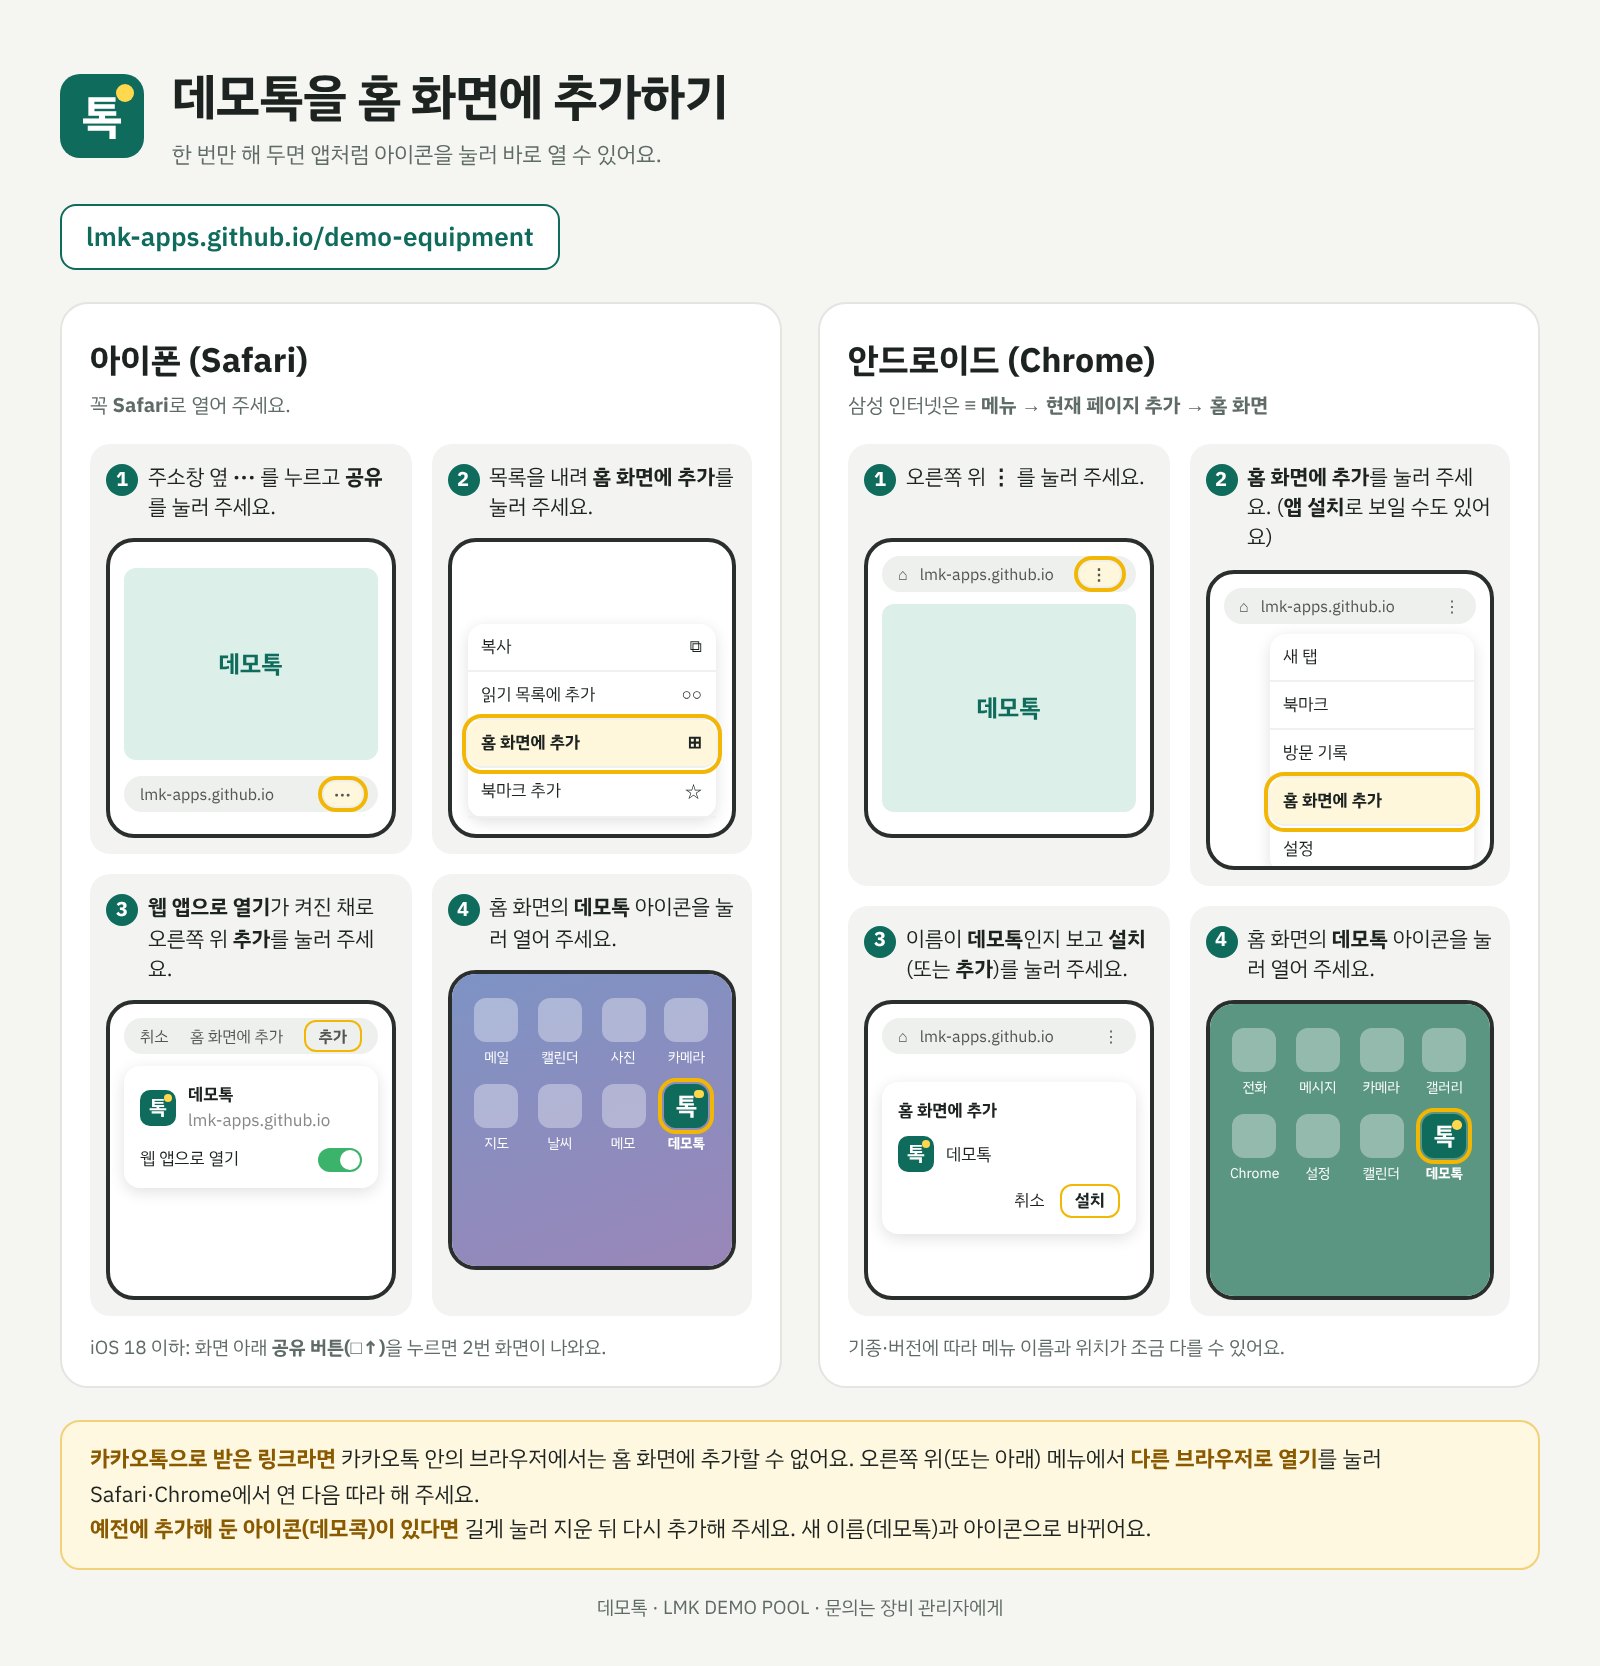 톡
데모톡을 홈 화면에 추가하기
한 번만 해 두면 앱처럼 아이콘을 눌러 바로 열 수 있어요.
lmk-apps.github.io/demo-equipment
아이폰 (Safari)
꼭 Safari로 열어 주세요.
1 주소창 옆 ··· 를 누르고 공유
를 눌러 주세요.
데모톡
lmk-apps.github.io ···
2 목록을 내려 홈 화면에 추가를
눌러 주세요.
복사
읽기 목록에 추가
홈 화면에 추가
북마크 추가
3 웹 앱으로 열기가 켜진 채로
오른쪽 위 추가를 눌러 주세
요.
취소 홈 화면에 추가 추가
톡 데모톡
lmk-apps.github.io
웹 앱으로 열기
4 홈 화면의 데모톡 아이콘을 눌
러 열어 주세요.
메일 캘린더 사진 카메라
톡
지도 날씨 메모 데모톡
iOS 18 이하: 화면 아래 공유 버튼(□↑)을 누르면 2번 화면이 나와요.
안드로이드 (Chrome)
삼성 인터넷은 ≡ 메뉴 → 현재 페이지 추가 → 홈 화면
1 오른쪽 위 ⋮ 를 눌러 주세요.
⌂ lmk-apps.github.io ⋮
데모톡
2 홈 화면에 추가를 눌러 주세
요. (앱 설치로 보일 수도 있어
요)
⌂ lmk-apps.github.io ⋮
새 탭
북마크
방문 기록
홈 화면에 추가
설정
3 이름이 데모톡인지 보고 설치
(또는 추가)를 눌러 주세요.
⌂ lmk-apps.github.io ⋮
홈 화면에 추가
톡 데모톡
취소 설치
4 홈 화면의 데모톡 아이콘을 눌
러 열어 주세요.
전화 메시지 카메라 갤러리
톡
Chrome 설정 캘린더 데모톡
기종·버전에 따라 메뉴 이름과 위치가 조금 다를 수 있어요.
카카오톡으로 받은 링크라면 카카오톡 안의 브라우저에서는 홈 화면에 추가할 수 없어요. 오른쪽 위(또는 아래) 메뉴에서 다른 브라우저로 열기를 눌러
Safari·Chrome에서 연 다음 따라 해 주세요.
예전에 추가해 둔 아이콘(데모콕)이 있다면 길게 눌러 지운 뒤 다시 추가해 주세요. 새 이름(데모톡)과 아이콘으로 바뀌어요.
데모톡 · LMK DEMO POOL · 문의는 장비 관리자에게